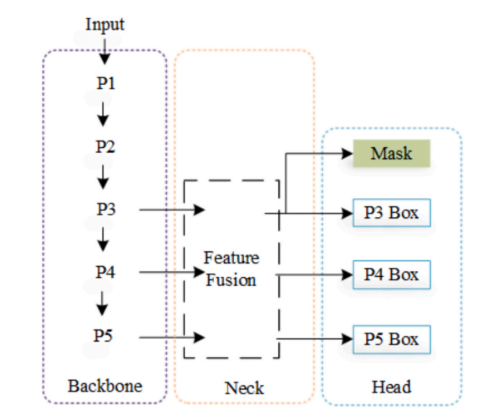 Input
P1
P2
P3
P4
P5
Backbone
Feature
Fusion
Neck
Mask
P3 Box
P4 Box
P5 Box
Head